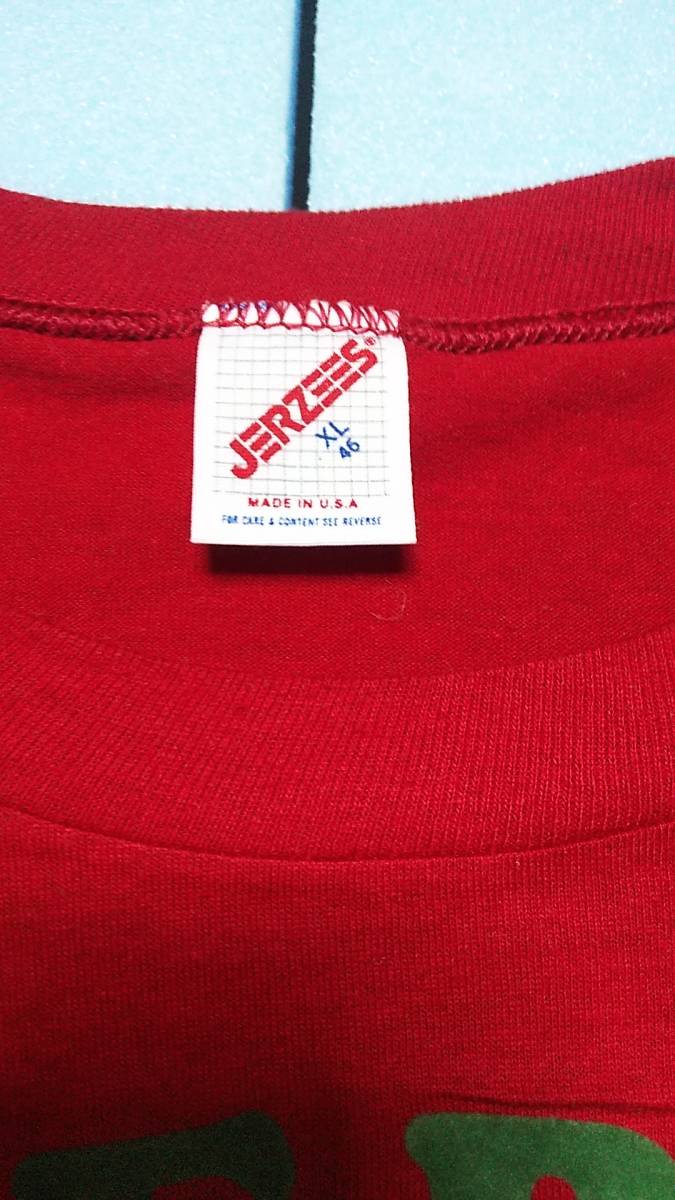 JERZEES®
XL
46
MADE IN U.S.A
FOR CARE & CONTENT SEE REVERSE